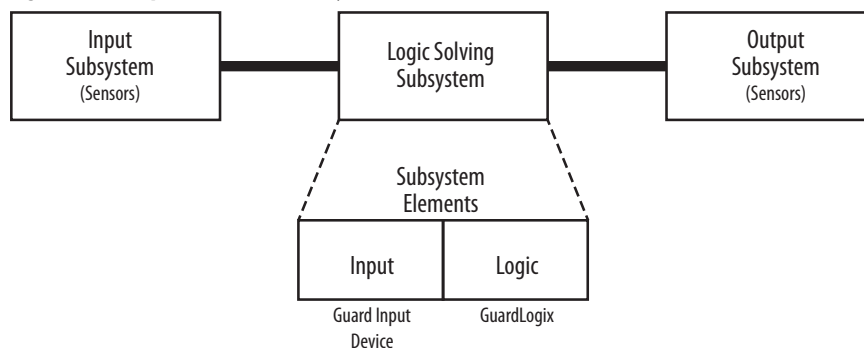 Input
Subsystem
(Sensors)
Logic Solving
Subsystem
Output
Subsystem
(Sensors)
Subsystem
Elements
Input
Logic
Guard Input
Device
GuardLogix